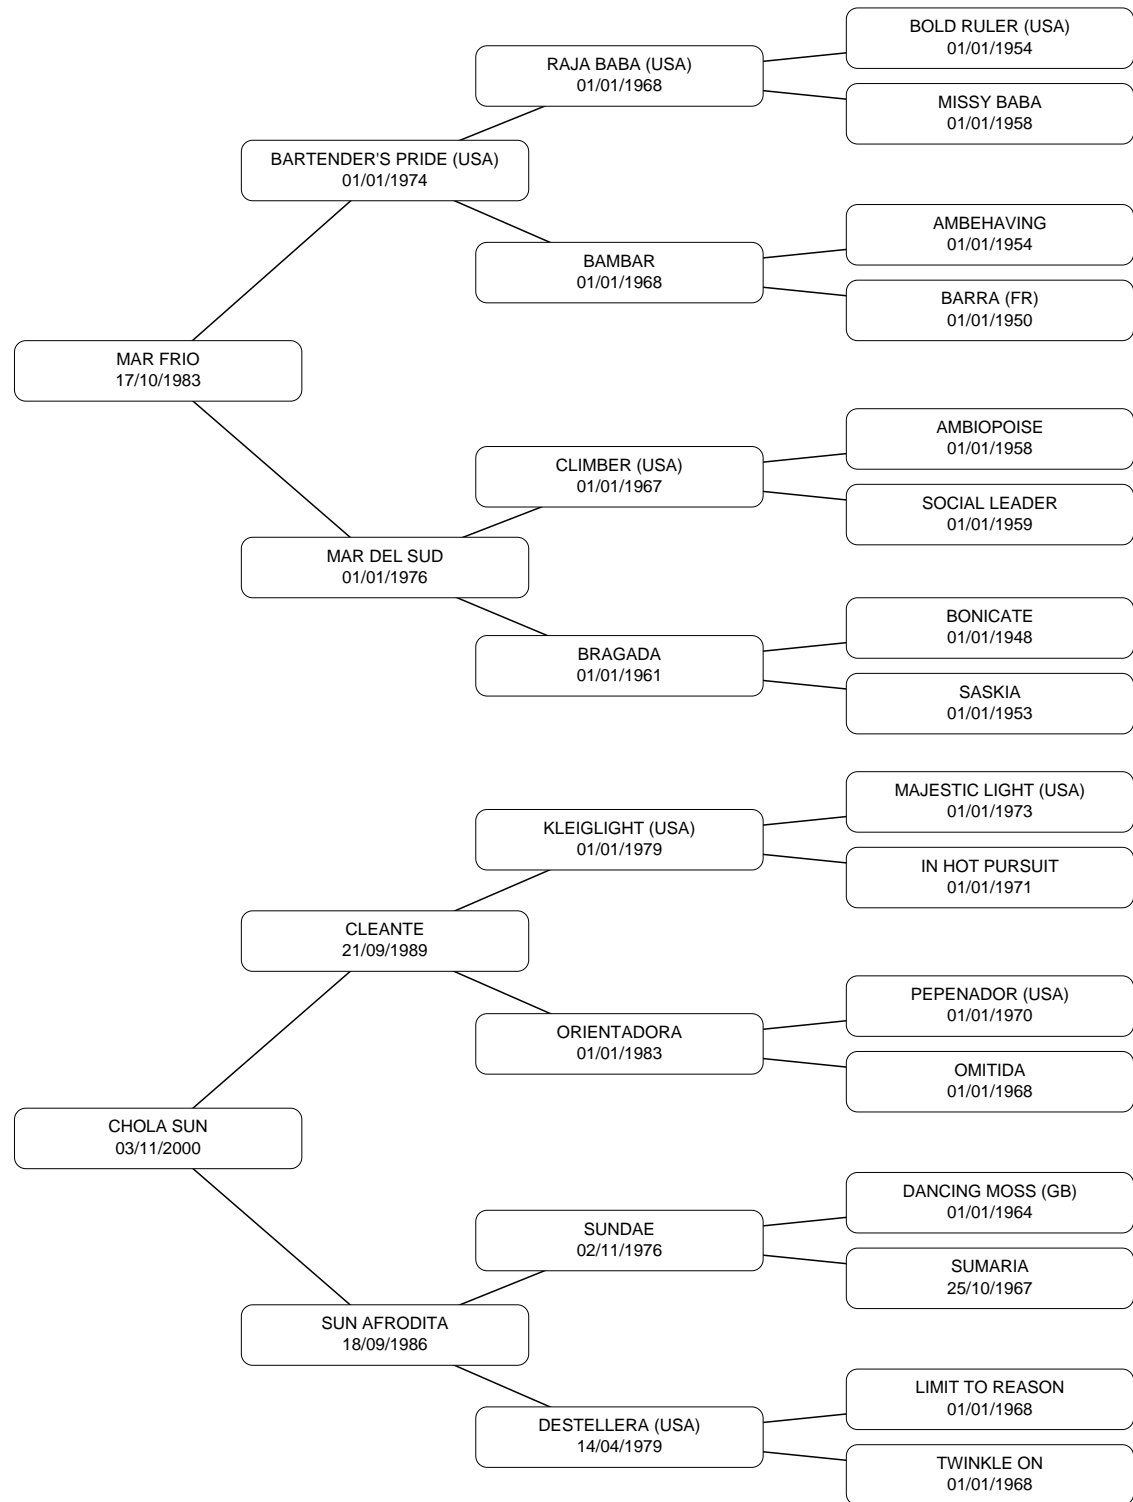 BOLD RULER (USA)
01/01/1954
RAJA BABA (USA)
01/01/1968
MISSY BABA
01/01/1958
BARTENDER'S PRIDE (USA)
01/01/1974
AMBEHAVING
01/01/1954
BAMBAR
01/01/1968
BARRA (FR)
01/01/1950
MAR FRIO
17/10/1983
AMBIOPOISE
01/01/1958
CLIMBER (USA)
01/01/1967
SOCIAL LEADER
01/01/1959
MAR DEL SUD
01/01/1976
BONICATE
01/01/1948
BRAGADA
01/01/1961
SASKIA
01/01/1953
MAJESTIC LIGHT (USA)
01/01/1973
KLEIGLIGHT (USA)
01/01/1979
IN HOT PURSUIT
01/01/1971
CLEANTE
21/09/1989
PEPENADOR (USA)
01/01/1970
ORIENTADORA
01/01/1983
OMITIDA
01/01/1968
CHOLA SUN
03/11/2000
DANCING MOSS (GB)
01/01/1964
SUNDAE
02/11/1976
SUMARIA
25/10/1967
SUN AFRODITA
18/09/1986
LIMIT TO REASON
01/01/1968
DESTELLERA (USA)
14/04/1979
TWINKLE ON
01/01/1968